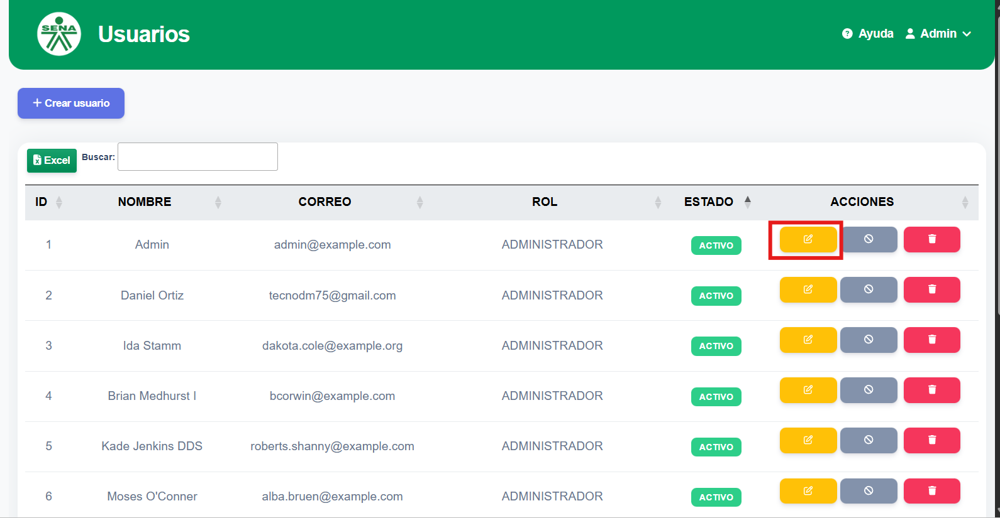 SENA
Usuarios
Ayuda
Admin
+ Crear usuario
Excel
Buscar:
ID NOMBRE CORREO ROL ESTADO ACCIONES
1 Admin admin@example.com ADMINISTRADOR ACTIVO
2 Daniel Ortiz tecnodm75@gmail.com ADMINISTRADOR ACTIVO
3 Ida Stamm dakota.cole@example.org ADMINISTRADOR ACTIVO
4 Brian Medhurst I bcorwin@example.com ADMINISTRADOR ACTIVO
5 Kade Jenkins DDS roberts.shanny@example.com ADMINISTRADOR ACTIVO
6 Moses O'Conner alba.bruen@example.com ADMINISTRADOR ACTIVO